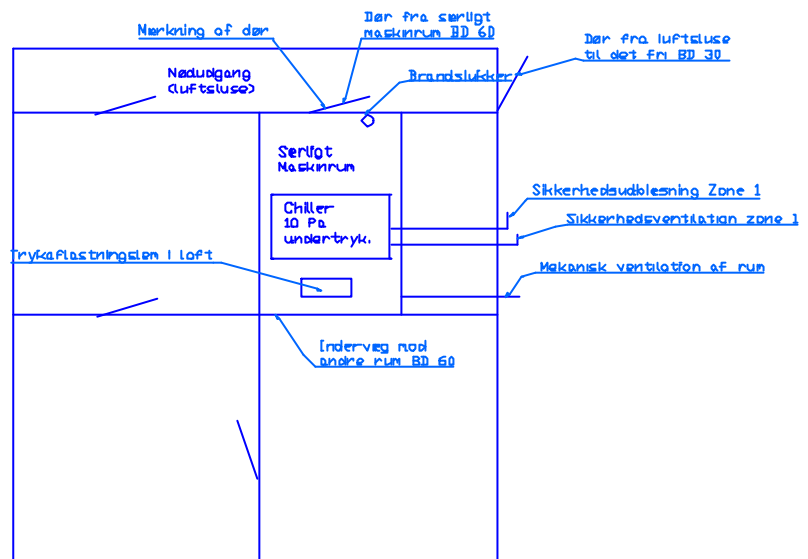 Mærkning af dør
Dør fra særligt
maskinrum BD 60
Dør fra luftsluse
til det fri BD 30
Nødudgang
(luftsluse)
Brandslukker
Særligt
Maskinrum
Sikkerhedsudblæsning Zone 1
Chiller
10 Pa
undertryk.
Sikkerhedsventilation zone 1
Trykaflastningslem i loft
Mekanisk ventilation af rum
Indervæg mod
andre rum BD 60